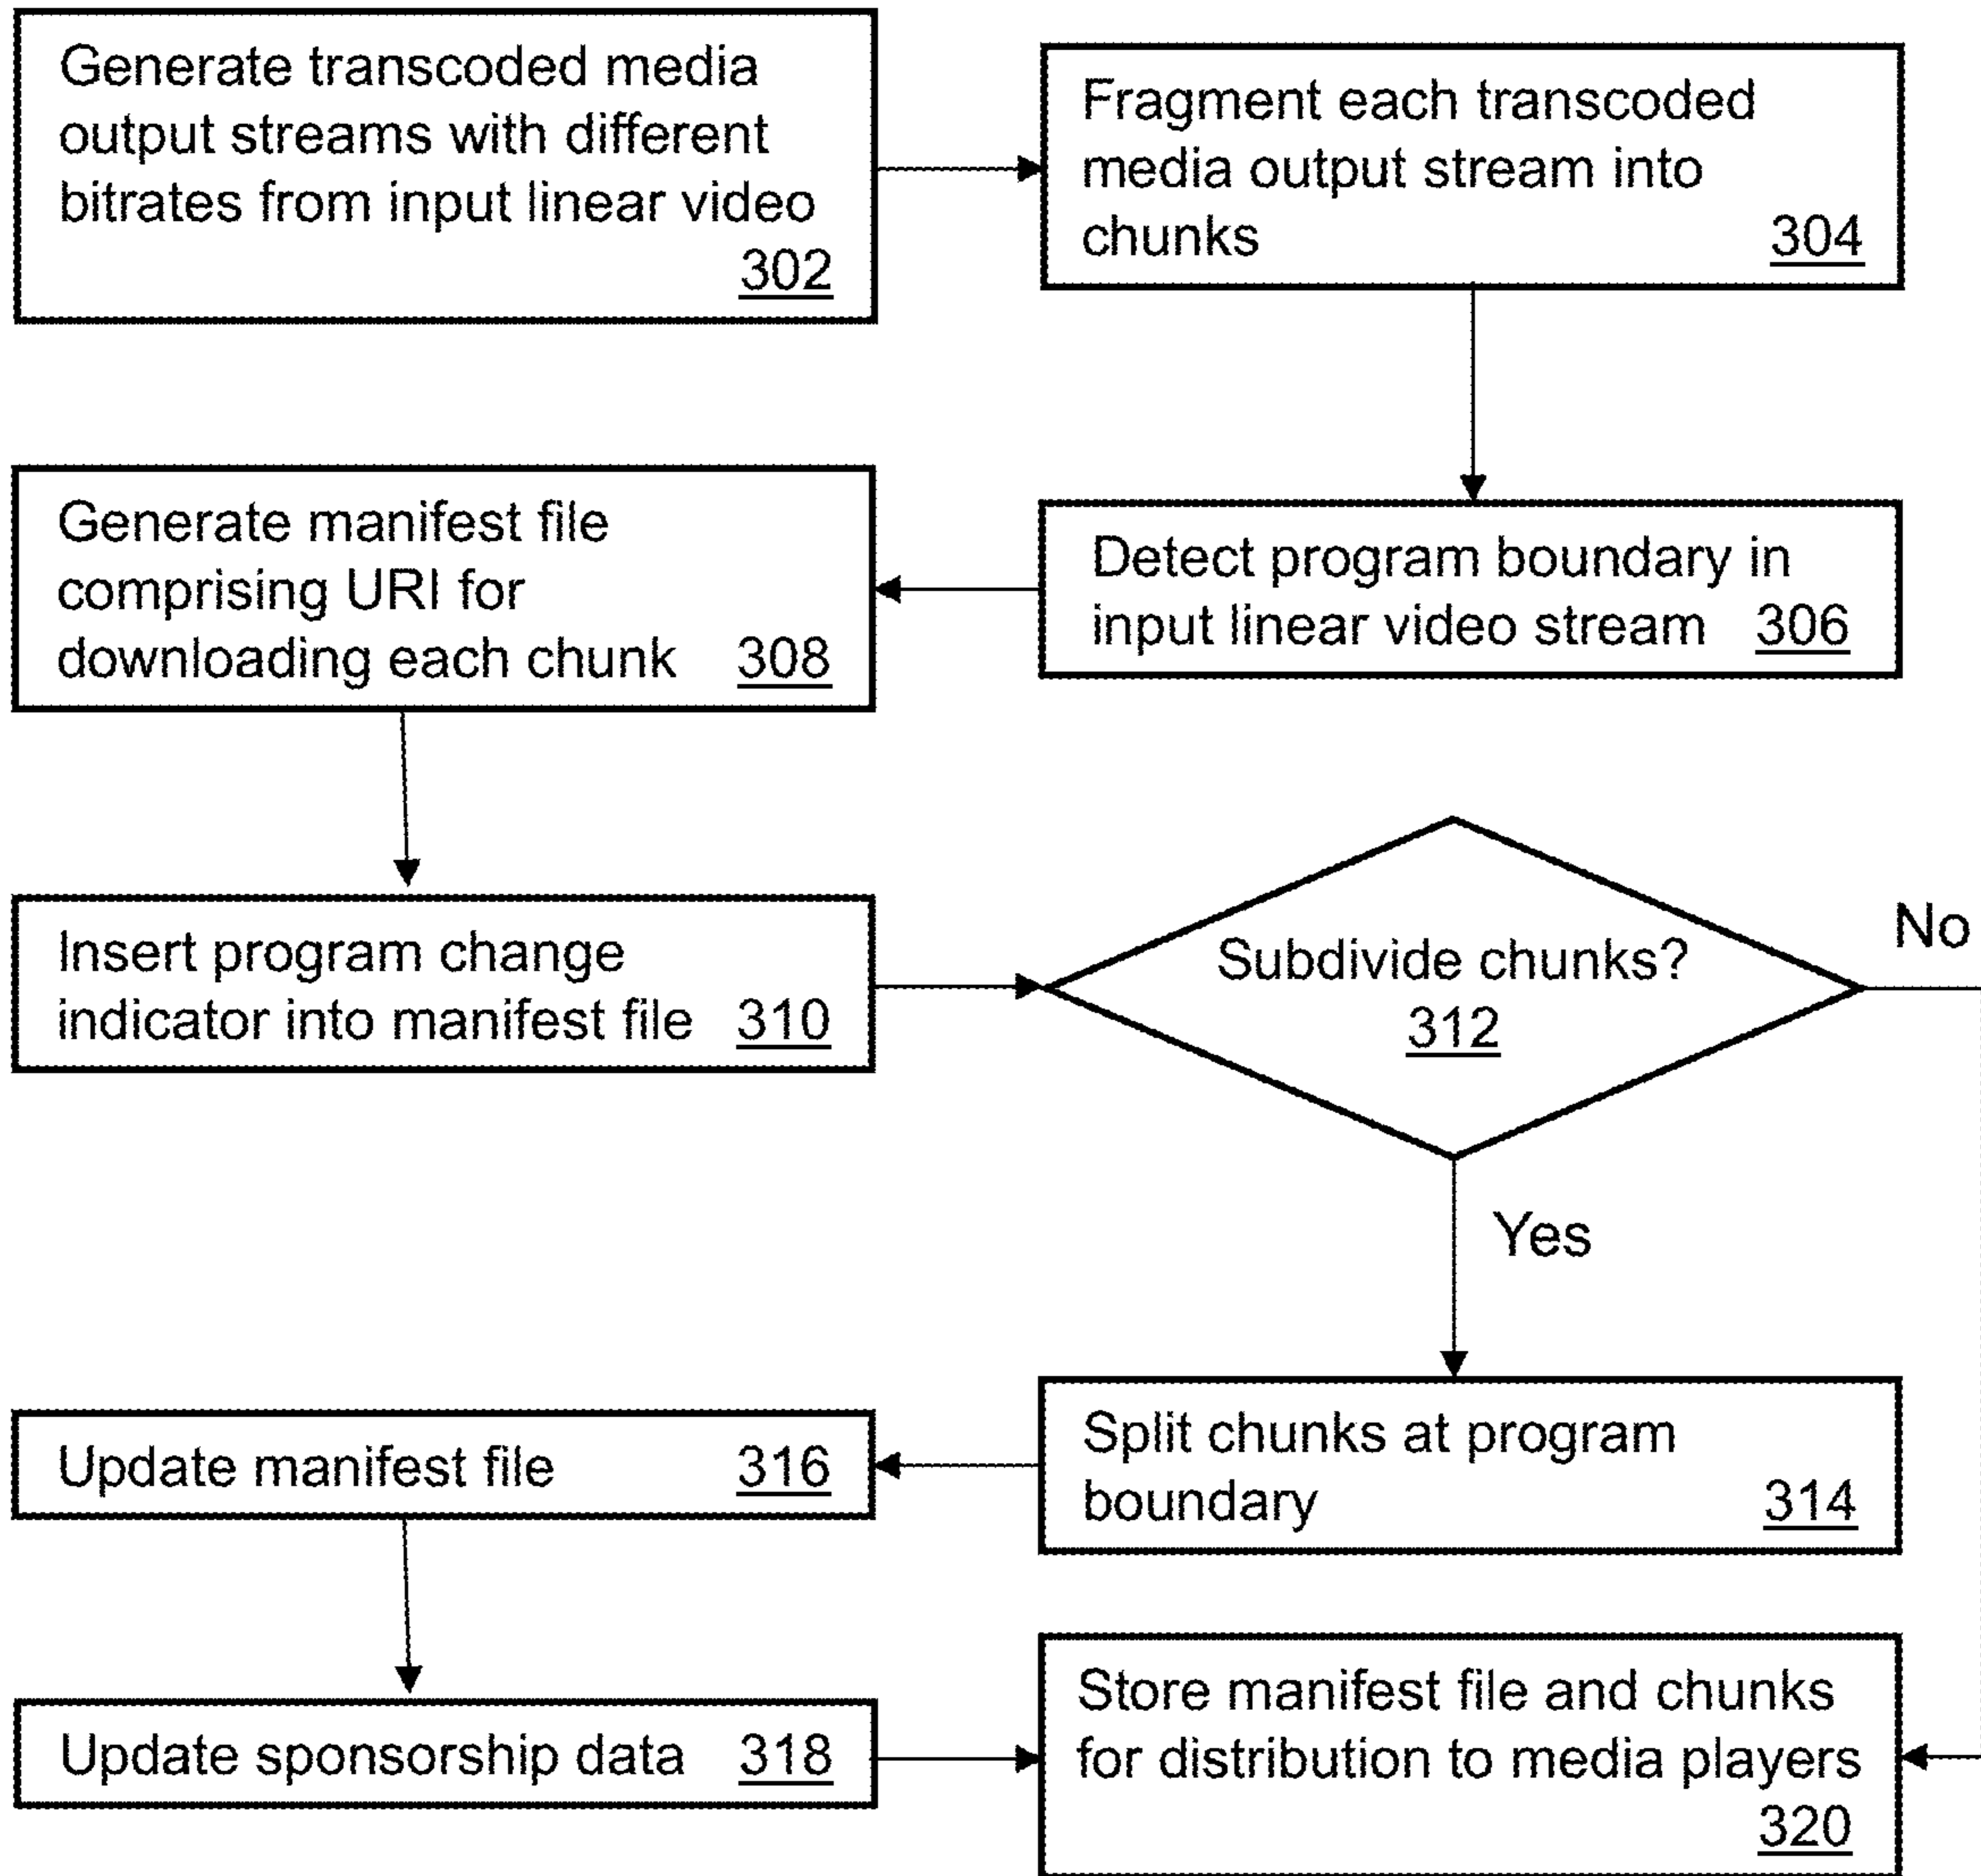 Generate transcoded media
output streams with different
bitrates from input linear video
302
Fragment each transcoded
media output stream into
chunks 304
Detect program boundary in
input linear video stream 306
Generate manifest file
comprising URI for
downloading each chunk 308
Insert program change
indicator into manifest file 310
Subdivide chunks?
312
No
Yes
Split chunks at program
boundary 314
Update manifest file 316
Update sponsorship data 318
Store manifest file and chunks
for distribution to media players
320